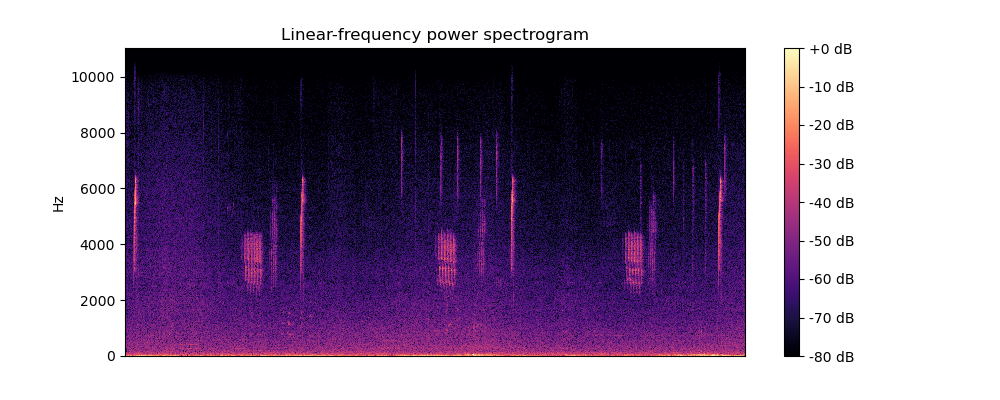 Linear-frequency power spectrogram
Hz
10000
8000
6000
4000
2000
0
+0 dB
-10 dB
-20 dB
-30 dB
-40 dB
-50 dB
-60 dB
-70 dB
-80 dB